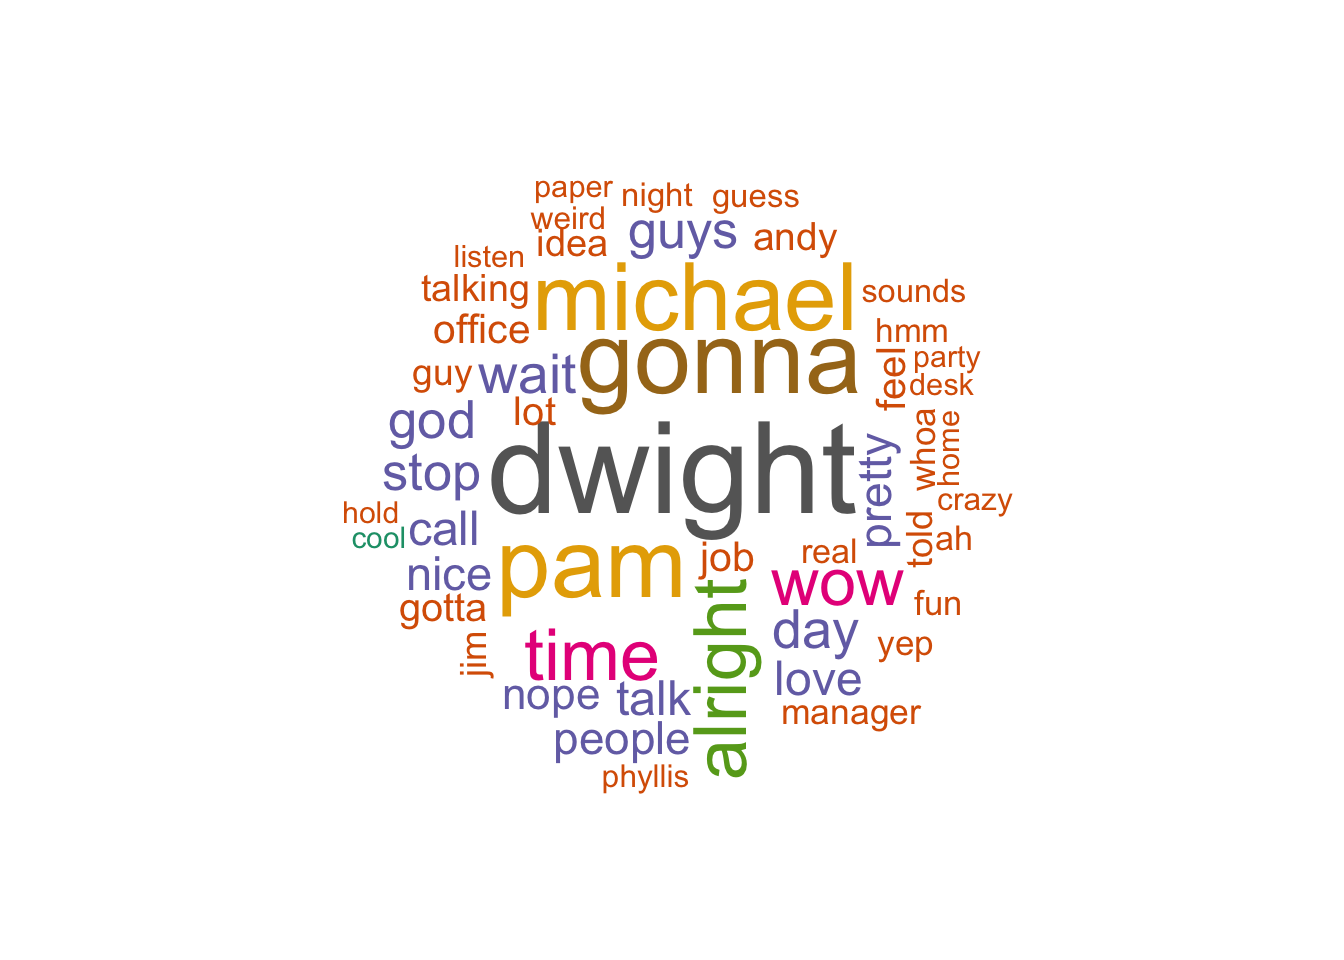 paper
night
guess
weird
guys
andy
idea
listen
talking
michael
sounds
office
hmm
gonna
feel
party
guy
wait
desk
lot
god
dwight
pretty
whoa
home
stop
crazy
hold
call
told
ah
cool
pam
job
real
nice
wow
gotta
alright
day
fun
jim
time
yep
nope
talk
love
people
manager
phyllis